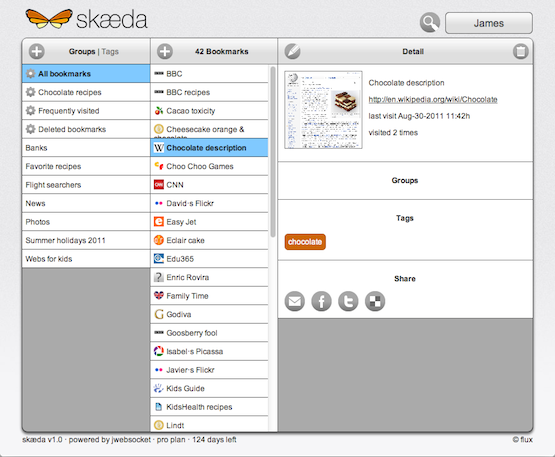 skæda
James
Groups | Tags
42 Bookmarks
Detail
All bookmarks
Chocolate recipes
Frequently visited
Deleted bookmarks
Banks
Favorite recipes
Flight searchers
News
Photos
Summer holidays 2011
Webs for kids
BBC
BBC recipes
Cacao toxicity
Cheesecake orange &
Chocolate description
Choo Choo Games
CNN
David·s Flickr
Easy Jet
Eclair cake
Edu365
Enric Rovira
Family Time
Godiva
Goosberry fool
Isabel·s Picassa
Javier·s Flickr
Kids Guide
KidsHealth recipes
Lindt
Chocolate description
http://en.wikipedia.org/wiki/Chocolate
last visit Aug-30-2011 11:42h
visited 2 times
Groups
Tags
chocolate
Share
skæda v1.0 · powered by jwebsocket · pro plan · 124 days left
© flux